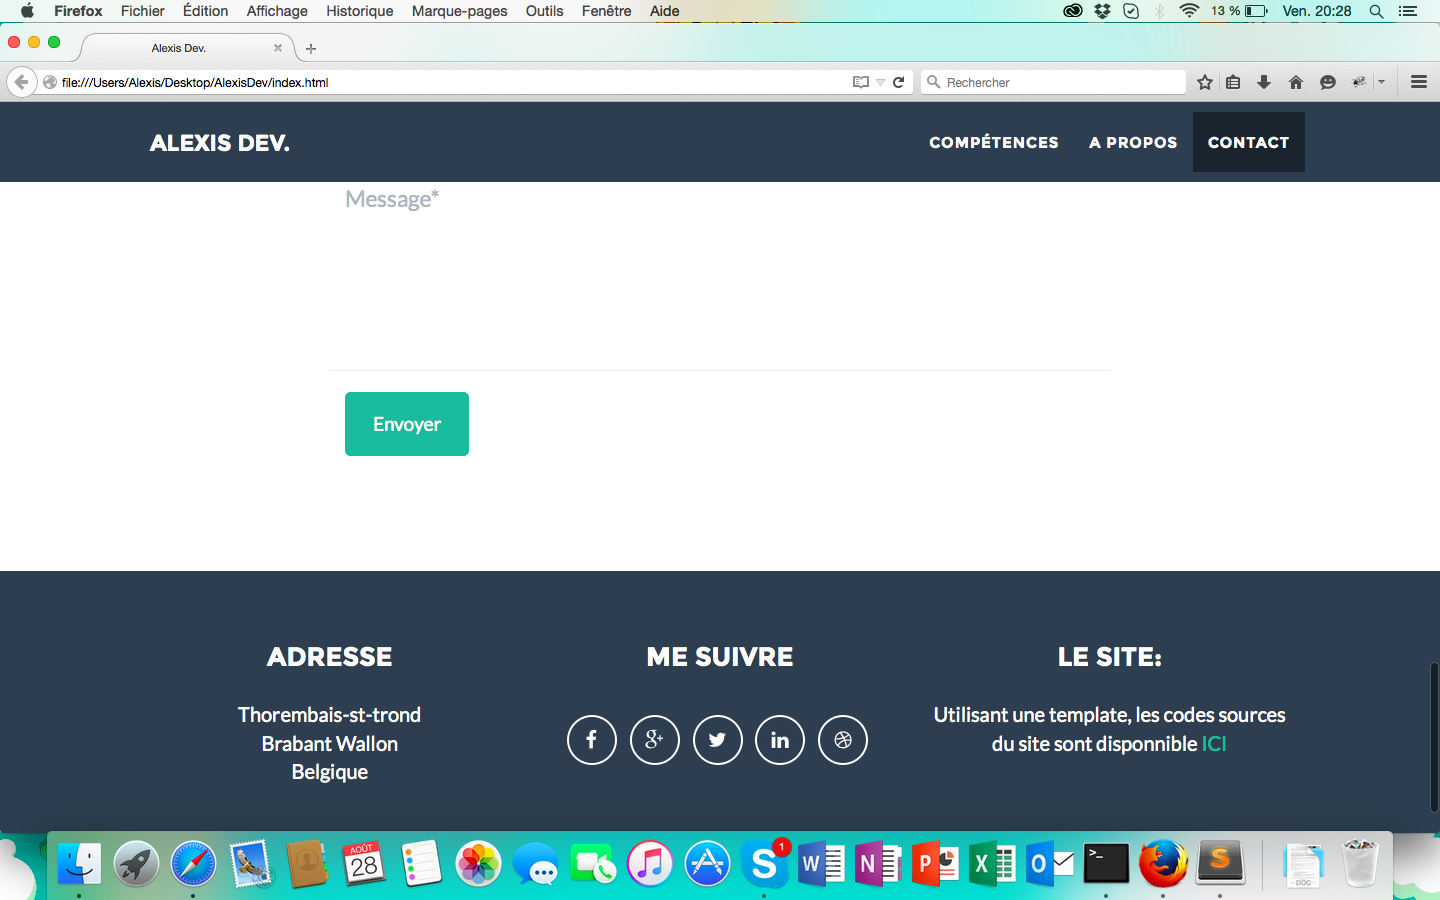 Firefox Fichier Édition Affichage Historique Marque-pages Outils Fenêtre Aide 13 % Ven. 20:28
Alexis Dev.
file:///Users/Alexis/Desktop/AlexisDev/index.html Rechercher
ALEXIS DEV. COMPÉTENCES A PROPOS CONTACT
Message*
Envoyer
ADRESSE ME SUIVRE LE SITE:
Thorembais-st-trond
Brabant Wallon
Belgique
Utilisant une template, les codes sources
du site sont disponnible ICI
AOÛT
28
1
DOC